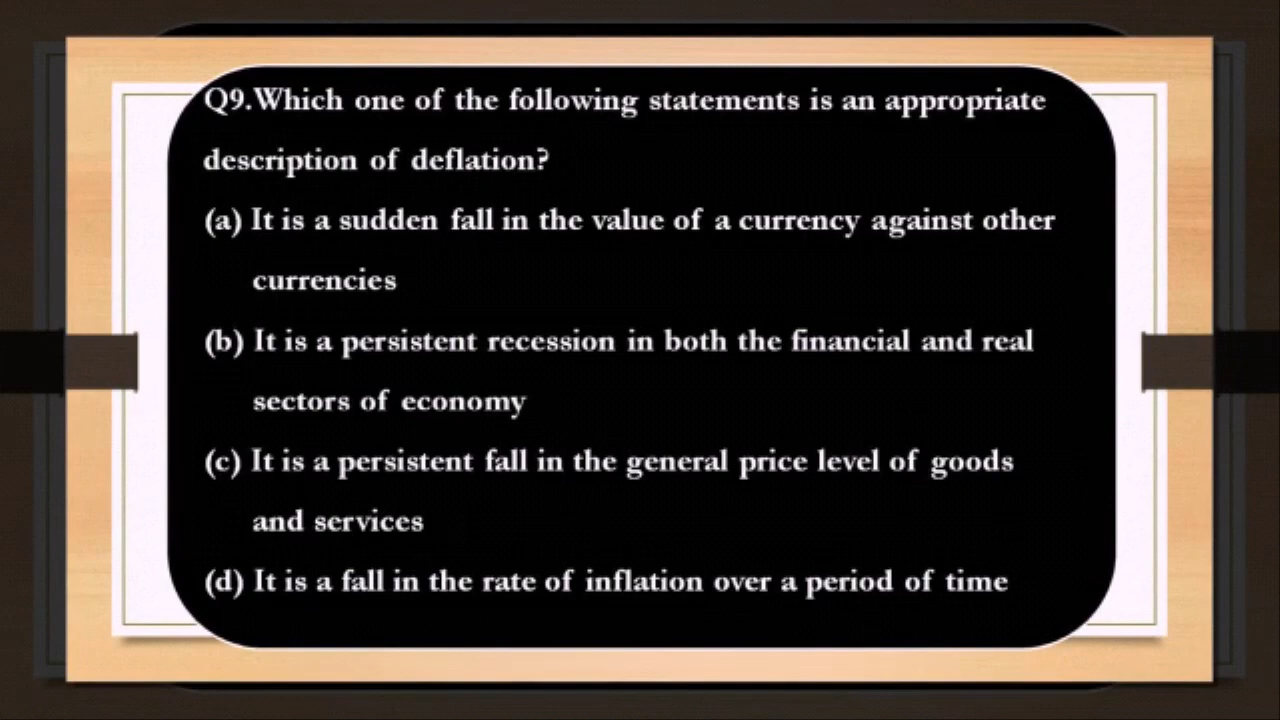 Q9.Which one of the following statements is an appropriate
description of deflation?
(a) It is a sudden fall in the value of a currency against other
currencies
(b) It is a persistent recession in both the financial and real
sectors of economy
(c) It is a persistent fall in the general price level of goods
and services
(d) It is a fall in the rate of inflation over a period of time